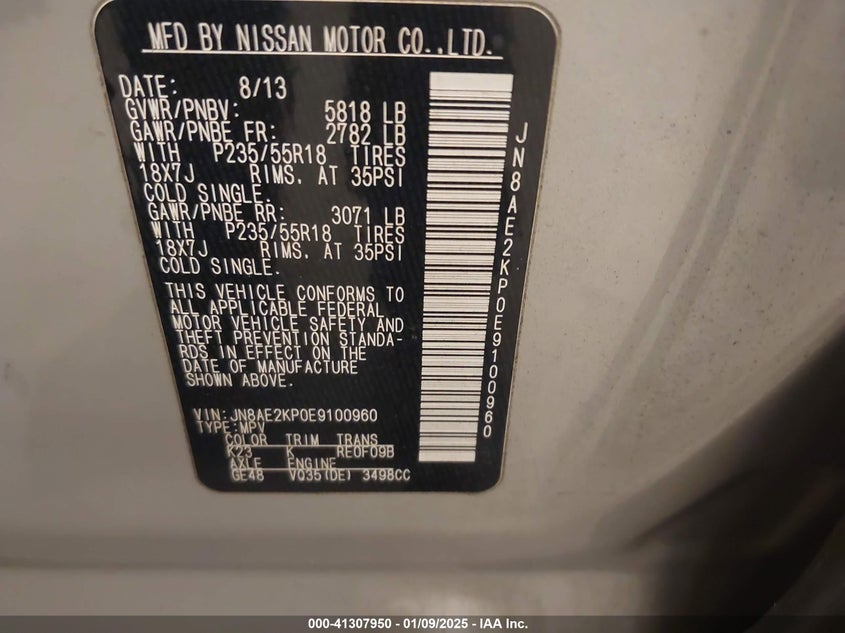 MFD BY NISSAN MOTOR CO.,LTD.
DATE: 8/13
GVWR/PNBV: 5818 LB
GAWR/PNBE FR: 2782 LB
WITH P235/55R18 TIRES
18X7J RIMS, AT 35PSI
COLD SINGLE.
GAWR/PNBE RR: 3071 LB
WITH P235/55R18 TIRES
18X7J RIMS. AT 35PSI
COLD SINGLE.
THIS VEHICLE CONFORMS TO
ALL APPLICABLE FEDERAL
MOTOR VEHICLE SAFETY AND
THEFT PREVENTION STANDA-
RDS IN EFFECT ON THE
DATE OF MANUFACTURE
SHOWN ABOVE.
VIN: JN8AE2KP0E9100960
TYPE: MPV
COLOR TRIM TRANS
K23 K RE0F09B
AXLE ENGINE
GE48 VQ35(DE) 3498CC
JN8AE2KP0E9100960
000-41307950 - 01/09/2025 - IAA Inc.